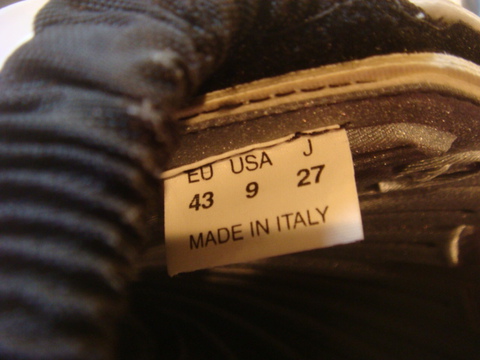 EU USA J
43 9 27
MADE IN ITALY